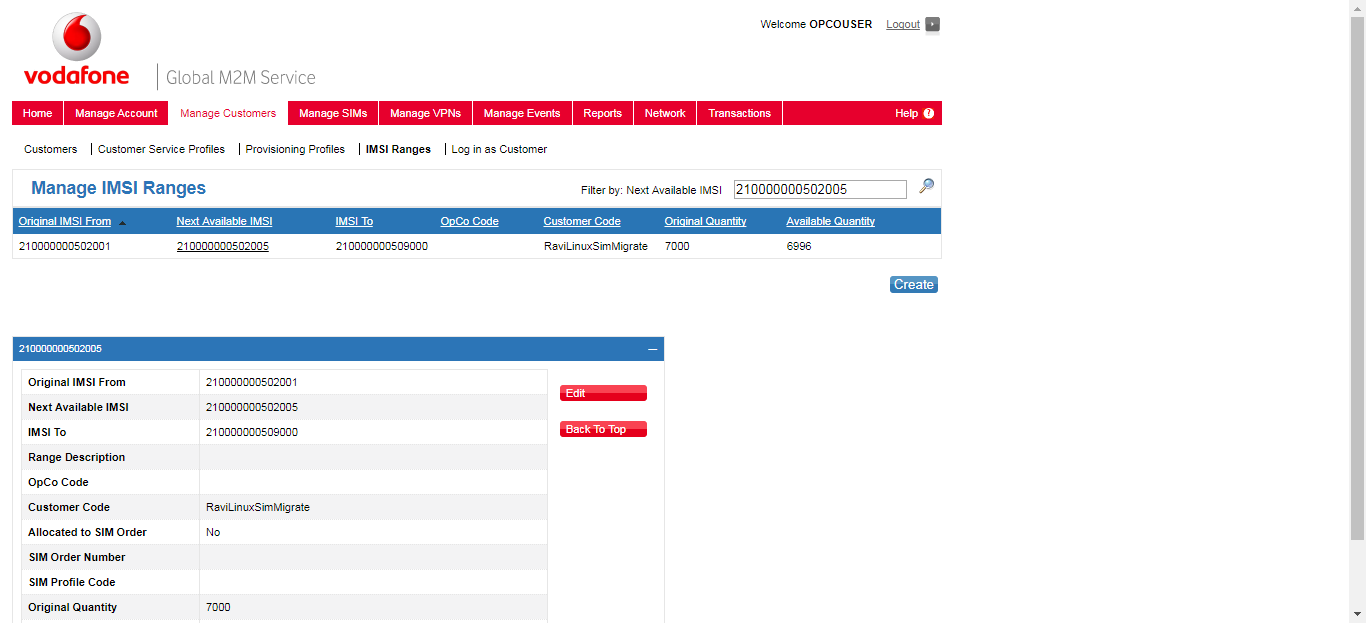 Welcome OPCOUSER Logout
vodafone Global M2M Service
Home Manage Account Manage Customers Manage SIMs Manage VPNs Manage Events Reports Network Transactions Help ?
Customers Customer Service Profiles Provisioning Profiles IMSI Ranges Log in as Customer
Manage IMSI Ranges Filter by: Next Available IMSI 210000000502005
Original IMSI From Next Available IMSI IMSI To OpCo Code Customer Code Original Quantity Available Quantity
210000000502001 210000000502005 210000000509000 RaviLinuxSimMigrate 7000 6996
Create
210000000502005
Original IMSI From 210000000502001
Edit
Next Available IMSI 210000000502005
IMSI To 210000000509000
Back To Top
Range Description
OpCo Code
Customer Code RaviLinuxSimMigrate
Allocated to SIM Order No
SIM Order Number
SIM Profile Code
Original Quantity 7000